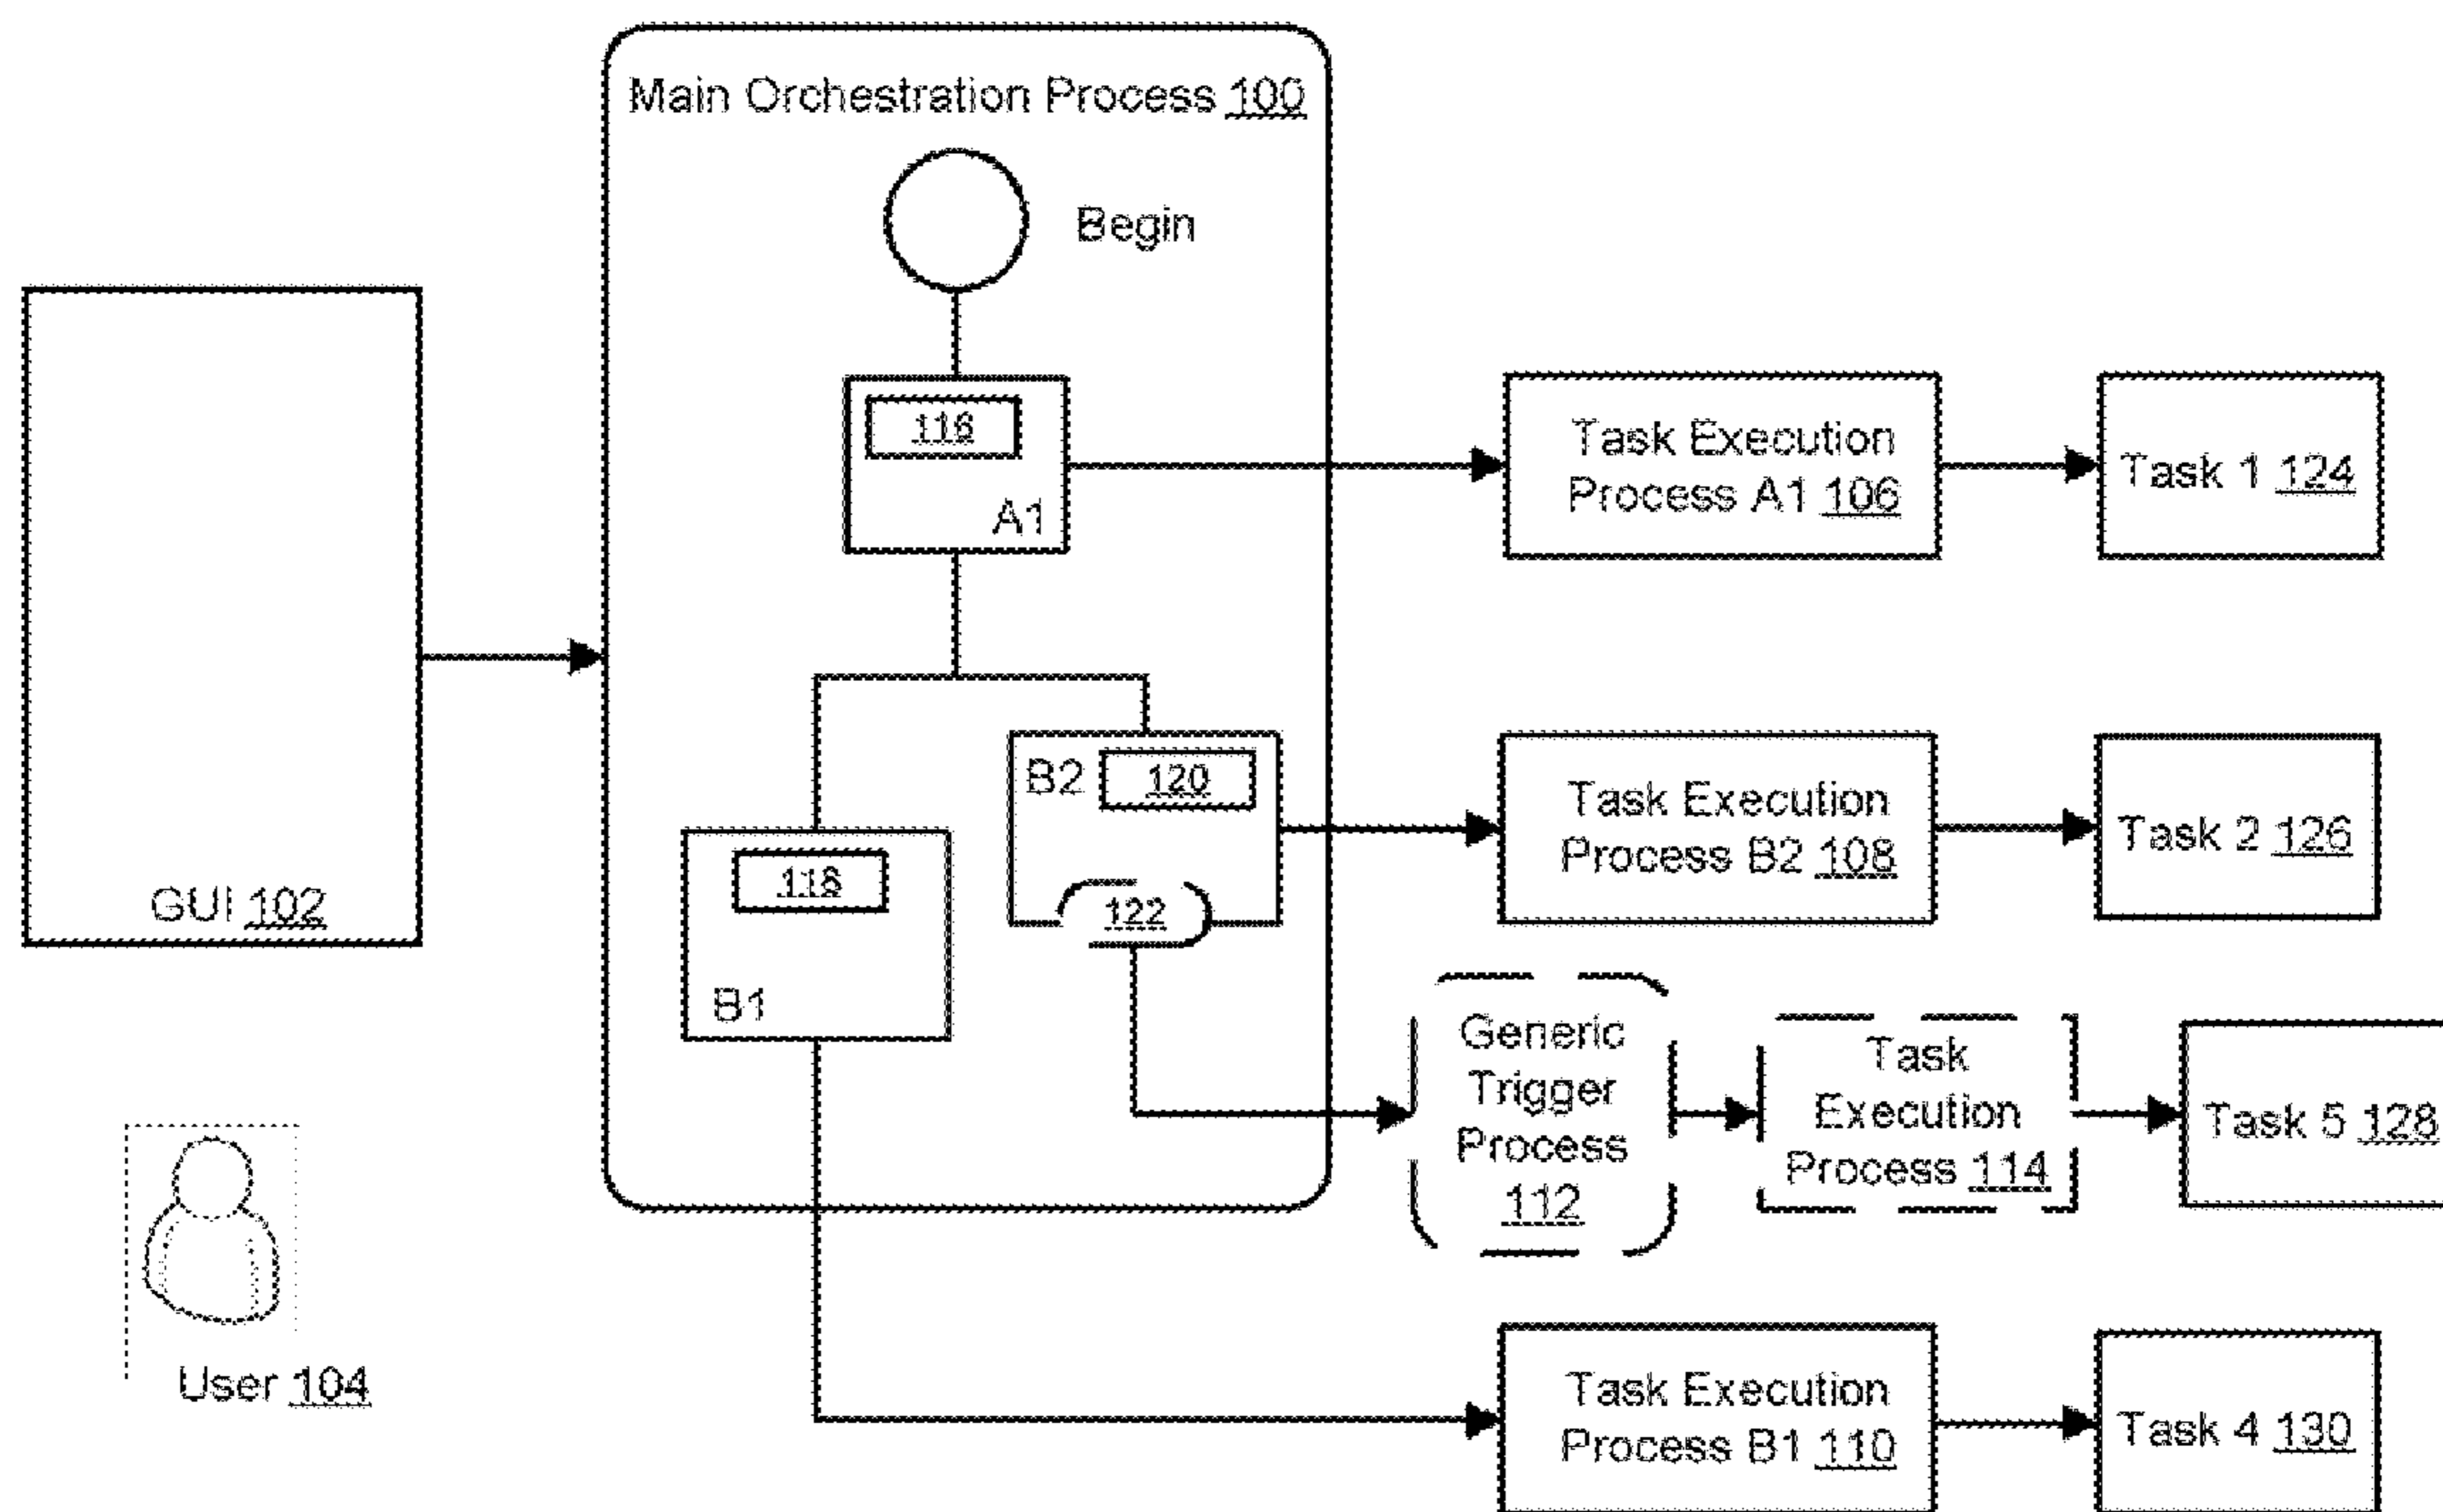 Main Orchestration Process 100
Begin
116
A1
Task Execution
Process A1 106
Task 1 124
B2
120
122
Task Execution
Process B2 108
Task 2 126
118
B1
GUI 102
Generic
Trigger
Process
112
Task
Execution
Process 114
Task 5 128
User 104
Task Execution
Process B1 110
Task 4 130